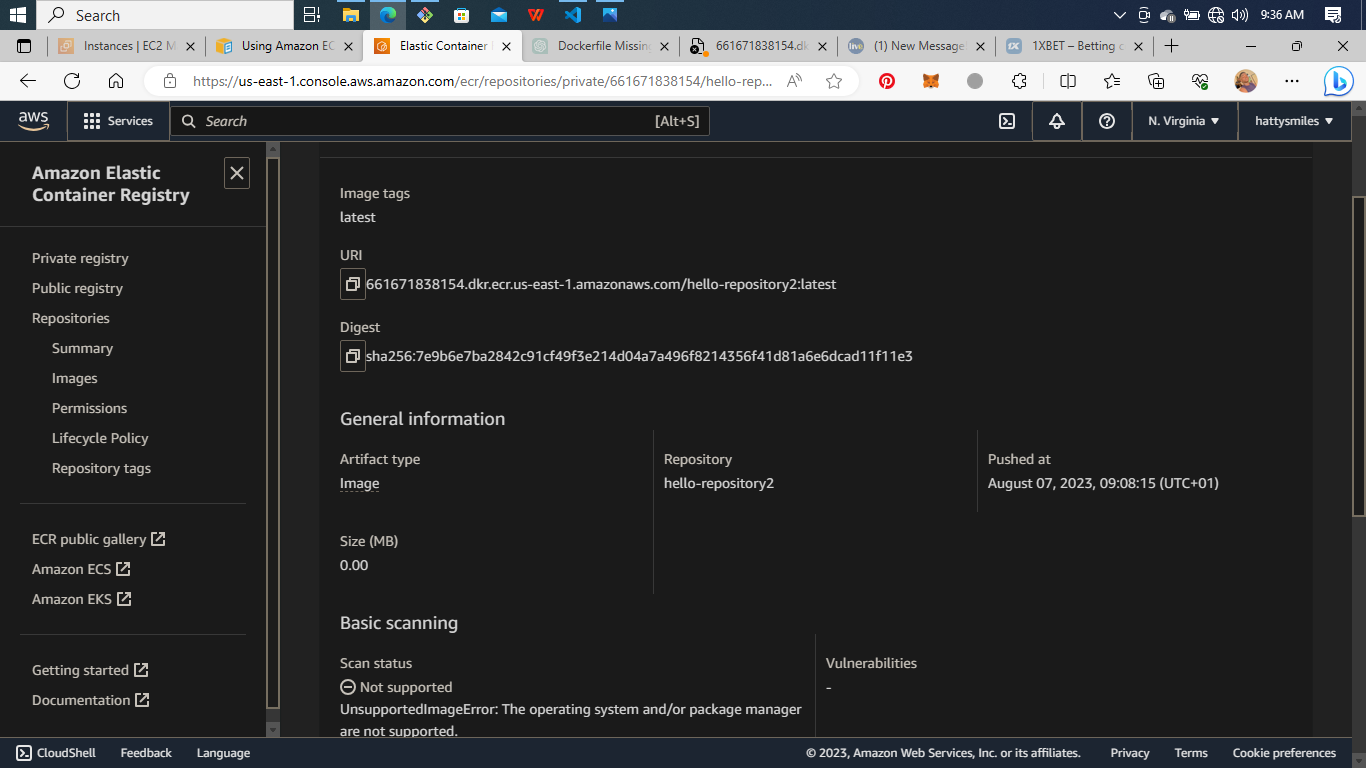 Search
9:36 AM
Instances | EC2 M
Using Amazon EC
Elastic Container
Dockerfile Missin
661671838154.dk
(1) New Message
1XBET – Betting c
https://us-east-1.console.aws.amazon.com/ecr/repositories/private/661671838154/hello-rep...
aws
Services
Search
[Alt+S]
N. Virginia
hattysmiles
Amazon Elastic
Container Registry
Private registry
Public registry
Repositories
Summary
Images
Permissions
Lifecycle Policy
Repository tags
ECR public gallery
Amazon ECS
Amazon EKS
Getting started
Documentation
Image tags
latest
URI
661671838154.dkr.ecr.us-east-1.amazonaws.com/hello-repository2:latest
Digest
sha256:7e9b6e7ba2842c91cf49f3e214d04a7a496f8214356f41d81a6e6dcad11f11e3
General information
Artifact type
Image
Repository
hello-repository2
Pushed at
August 07, 2023, 09:08:15 (UTC+01)
Size (MB)
0.00
Basic scanning
Scan status
Not supported
UnsupportedImageError: The operating system and/or package manager
are not supported.
Vulnerabilities
-
CloudShell
Feedback
Language
© 2023, Amazon Web Services, Inc. or its affiliates.
Privacy
Terms
Cookie preferences